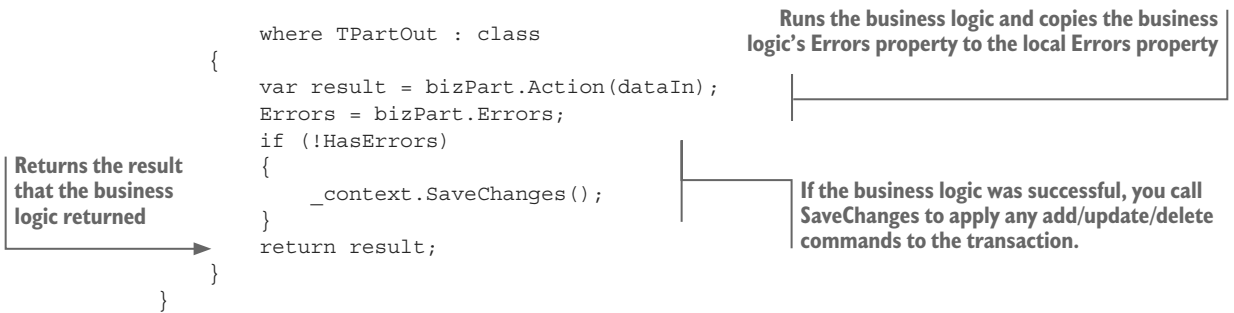 where TPartOut : class
{
Runs the business logic and copies the business
logic's Errors property to the local Errors property
var result = bizPart.Action(dataIn);
Errors = bizPart.Errors;
if (!HasErrors)
{
_context.SaveChanges();
}
If the business logic was successful, you call
SaveChanges to apply any add/update/delete
commands to the transaction.
Returns the result
that the business
logic returned
return result;
}
}